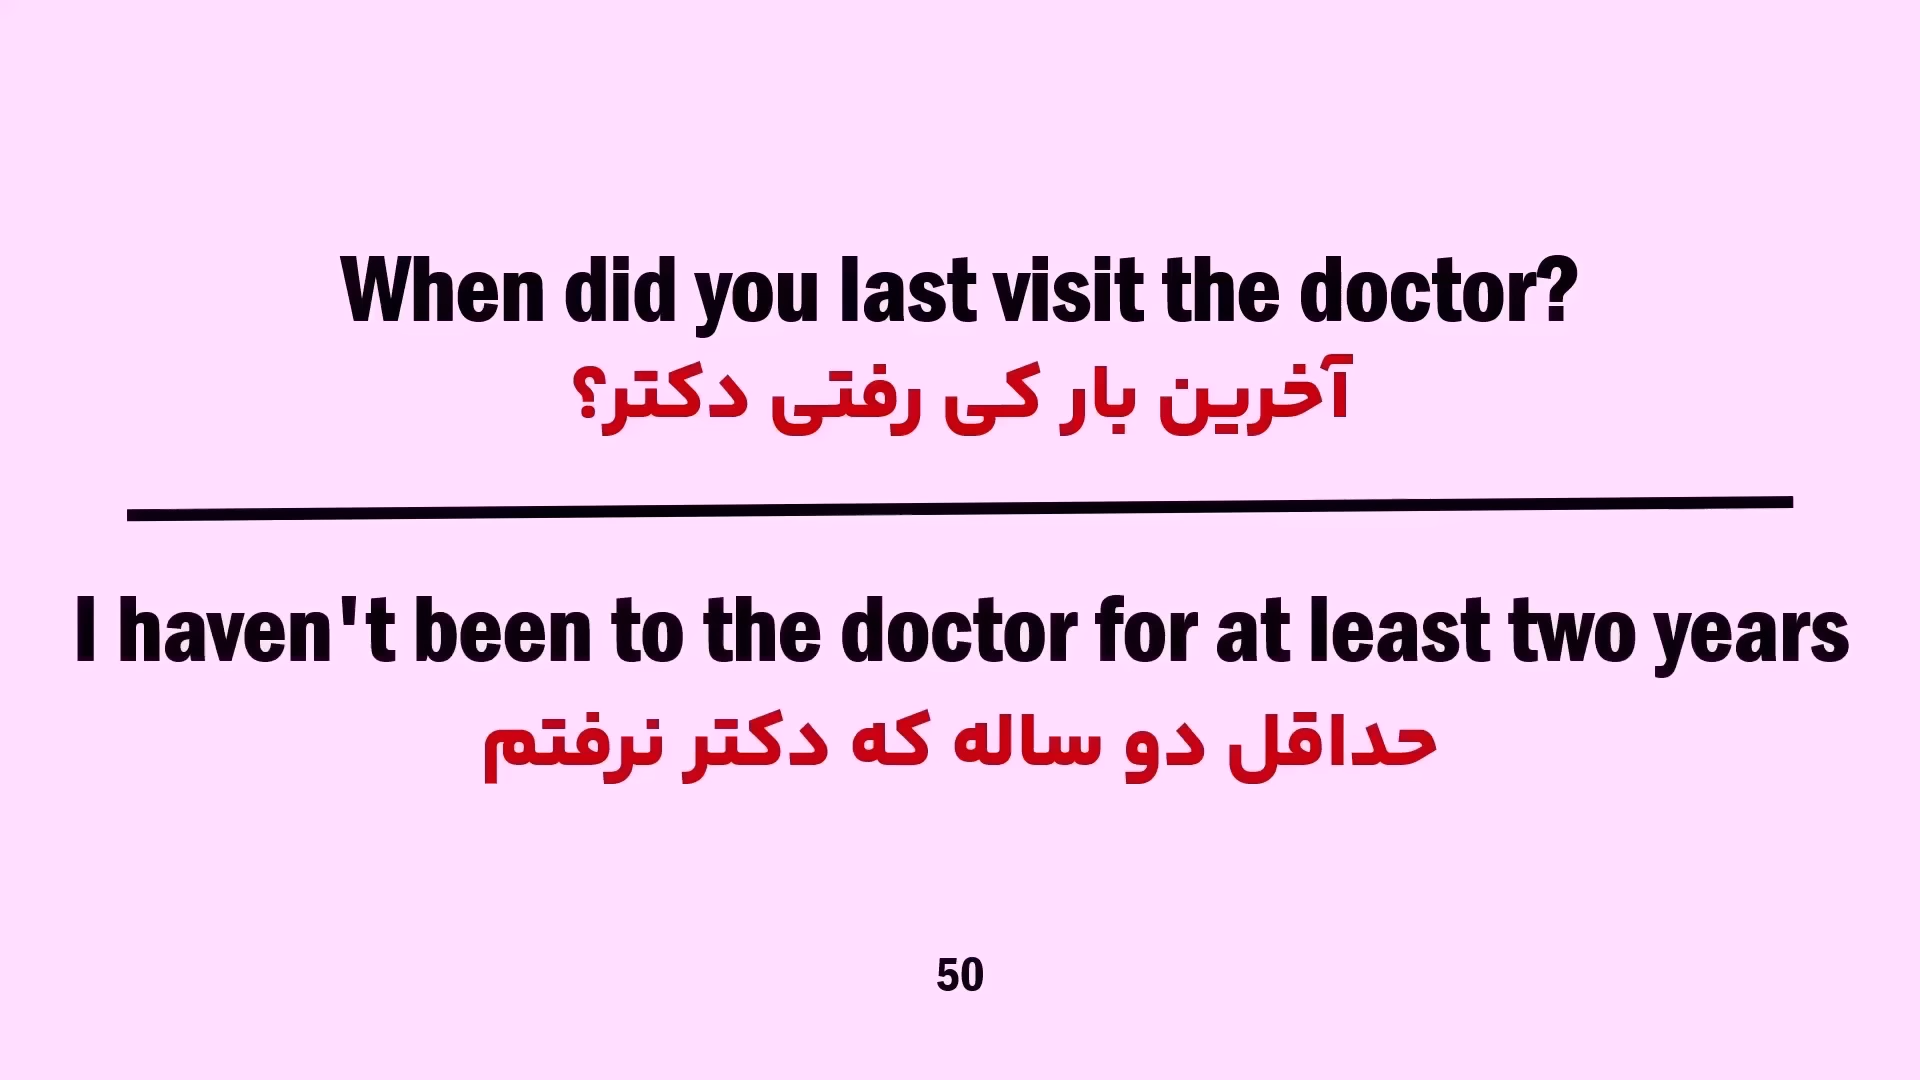 When did you last visit the doctor?
آخرین بار کی رفتی دکتر؟
I haven't been to the doctor for at least two years
حداقل دو ساله که دکتر نرفتم
50